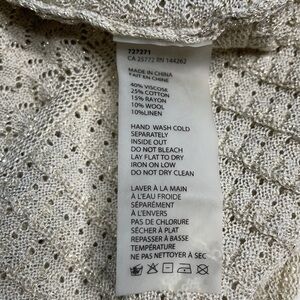 727271
CA 25772 RN 144262
MADE IN CHINA
FAIT EN CHINE
40% VISCOSE
25% COTTON
15% RAYON
10% WOOL
10%LINEN
HAND WASH COLD
SEPARATELY
INSIDE OUT
DO NOT BLEACH
LAY FLAT TO DRY
IRON ON LOW
DO NOT DRY CLEAN
LAVER À LA MAIN
À L'EAU FROIDE
SÉPARÉMENT
À L'ENVERS
PAS DE CHLORURE
SÉCHER À PLAT
REPASSER À BASSE
TEMPÉRATURE
NE PAS NETTOYER À SEC